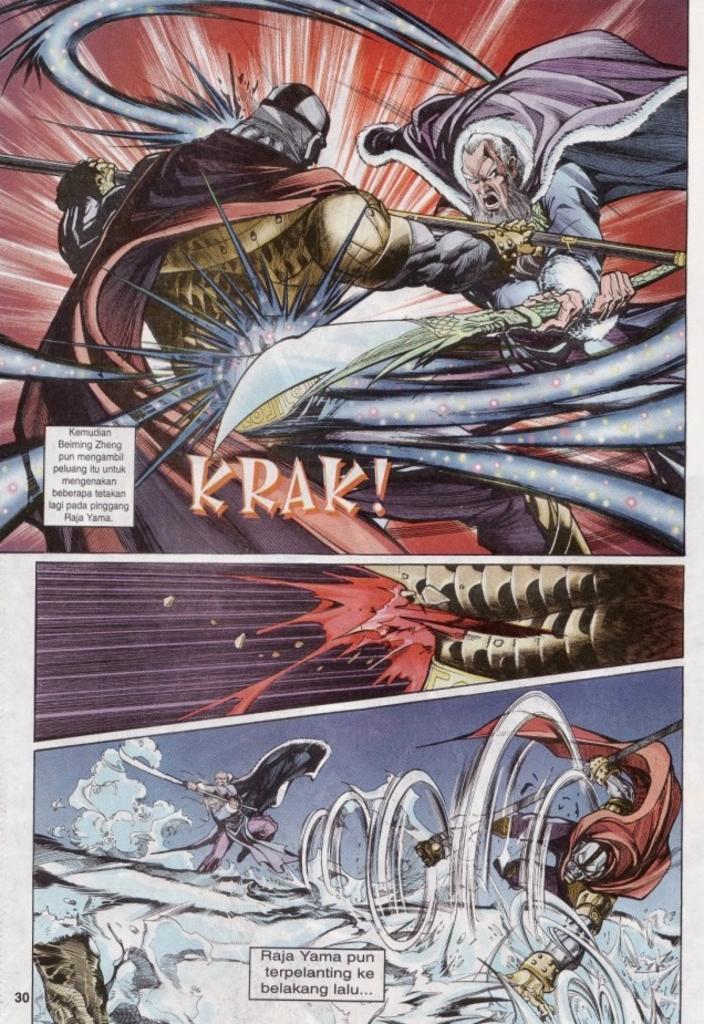 Kemudian
Beiming Zheng
pun mengambil
peluang itu untuk
mengenakan
beberapa tetakan
lagi pada pinggang
Raja Yama.
KRAK!
Raja Yama pun
terpelanting ke
belakang lalu...
30